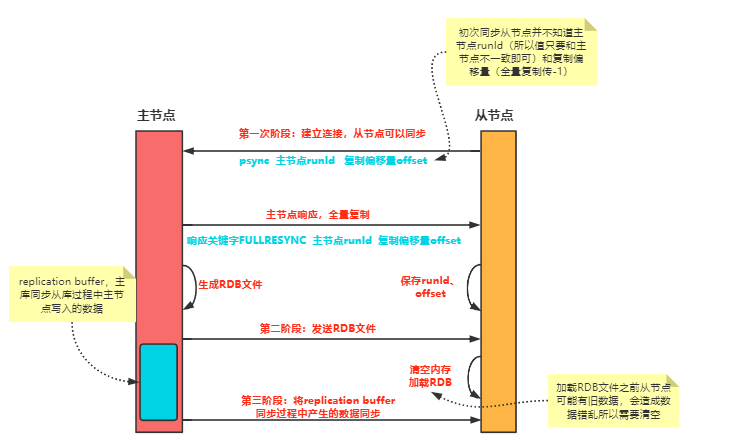 初次同步从节点并不知道主
节点runId（所以值只要和主
节点不一致即可）和复制偏
移量（全量复制传-1）
主节点
从节点
第一次阶段：建立连接，从节点可以同步
psync 主节点runId 复制偏移量offset
主节点响应，全量复制
响应关键字FULLRESYNC 主节点runId 复制偏移量offset
replication buffer，主
库同步从库过程中主节
点写入的数据
生成RDB文件
保存runId、
offset
第二阶段：发送RDB文件
清空内存
加载RDB
加载RDB文件之前从节点
可能有旧数据，会造成数
据错乱所以需要清空
第三阶段：将replication buffer
同步过程中产生的数据同步